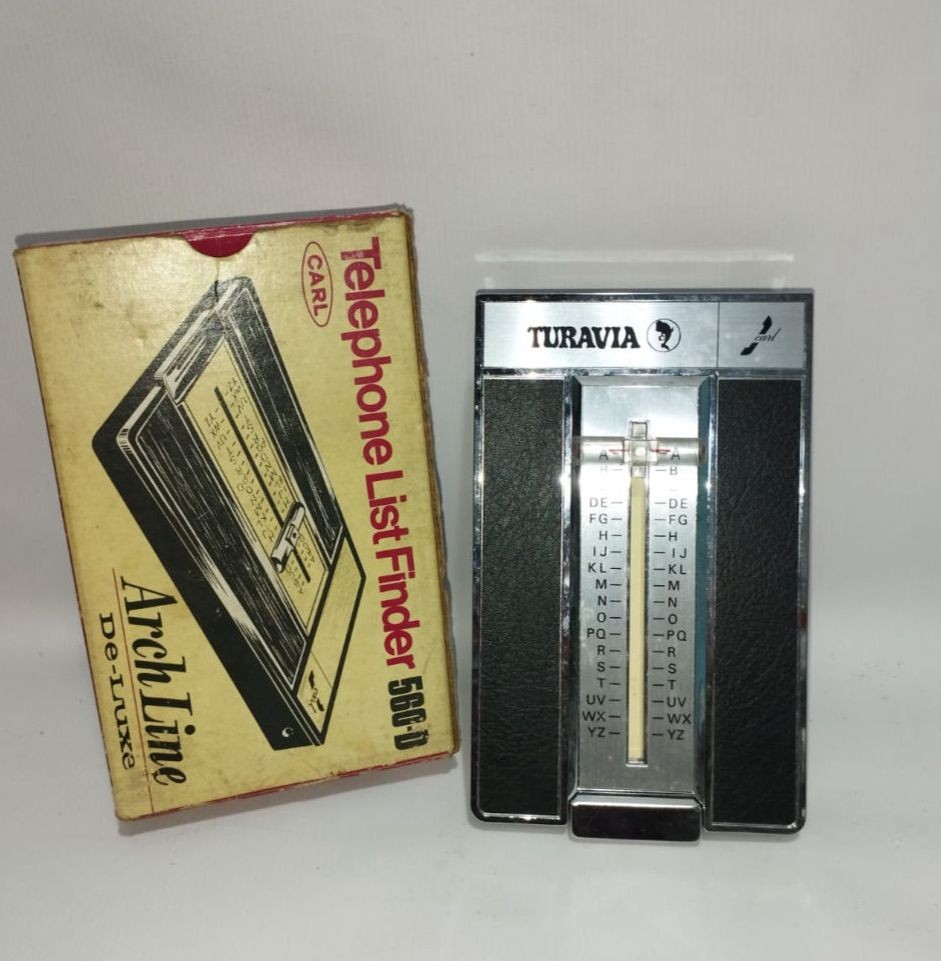 Telephone List Finder 566-D
CARL
Arch Line
De-Luxe
TURAVIA
carl
A A
B B
DE DE
FG FG
H H
IJ IJ
KL KL
M M
N N
O O
PQ PQ
R R
S S
T T
UV UV
WX WX
YZ YZ